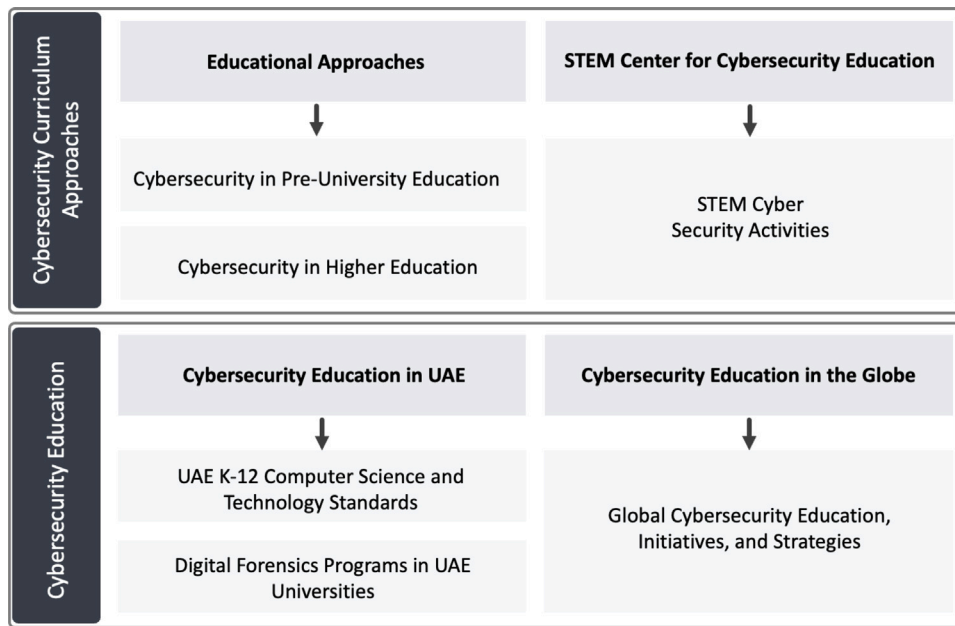 Cybersecurity Curriculum
Approaches
Educational Approaches
Cybersecurity in Pre-University Education
Cybersecurity in Higher Education
STEM Center for Cybersecurity Education
STEM Cyber
Security Activities
Cybersecurity Education
Cybersecurity Education in UAE
UAE K-12 Computer Science and
Technology Standards
Digital Forensics Programs in UAE
Universities
Cybersecurity Education in the Globe
Global Cybersecurity Education,
Initiatives, and Strategies